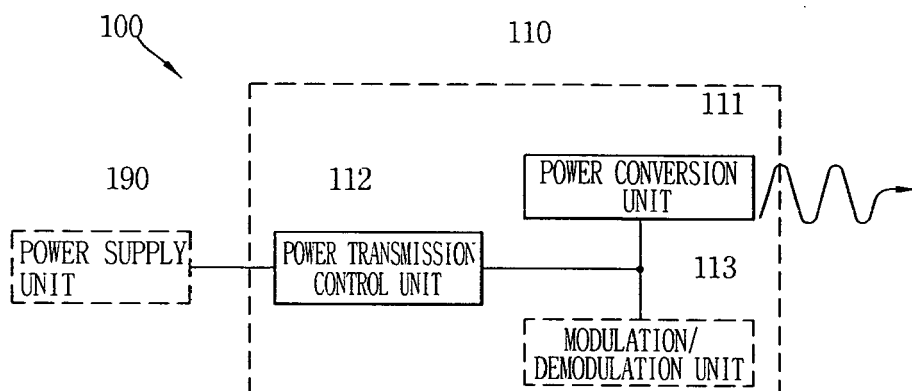 100
110
111
190
112
POWER CONVERSION
UNIT
POWER SUPPLY
UNIT
POWER TRANSMISSION
CONTROL UNIT
113
MODULATION/
DEMODULATION UNIT